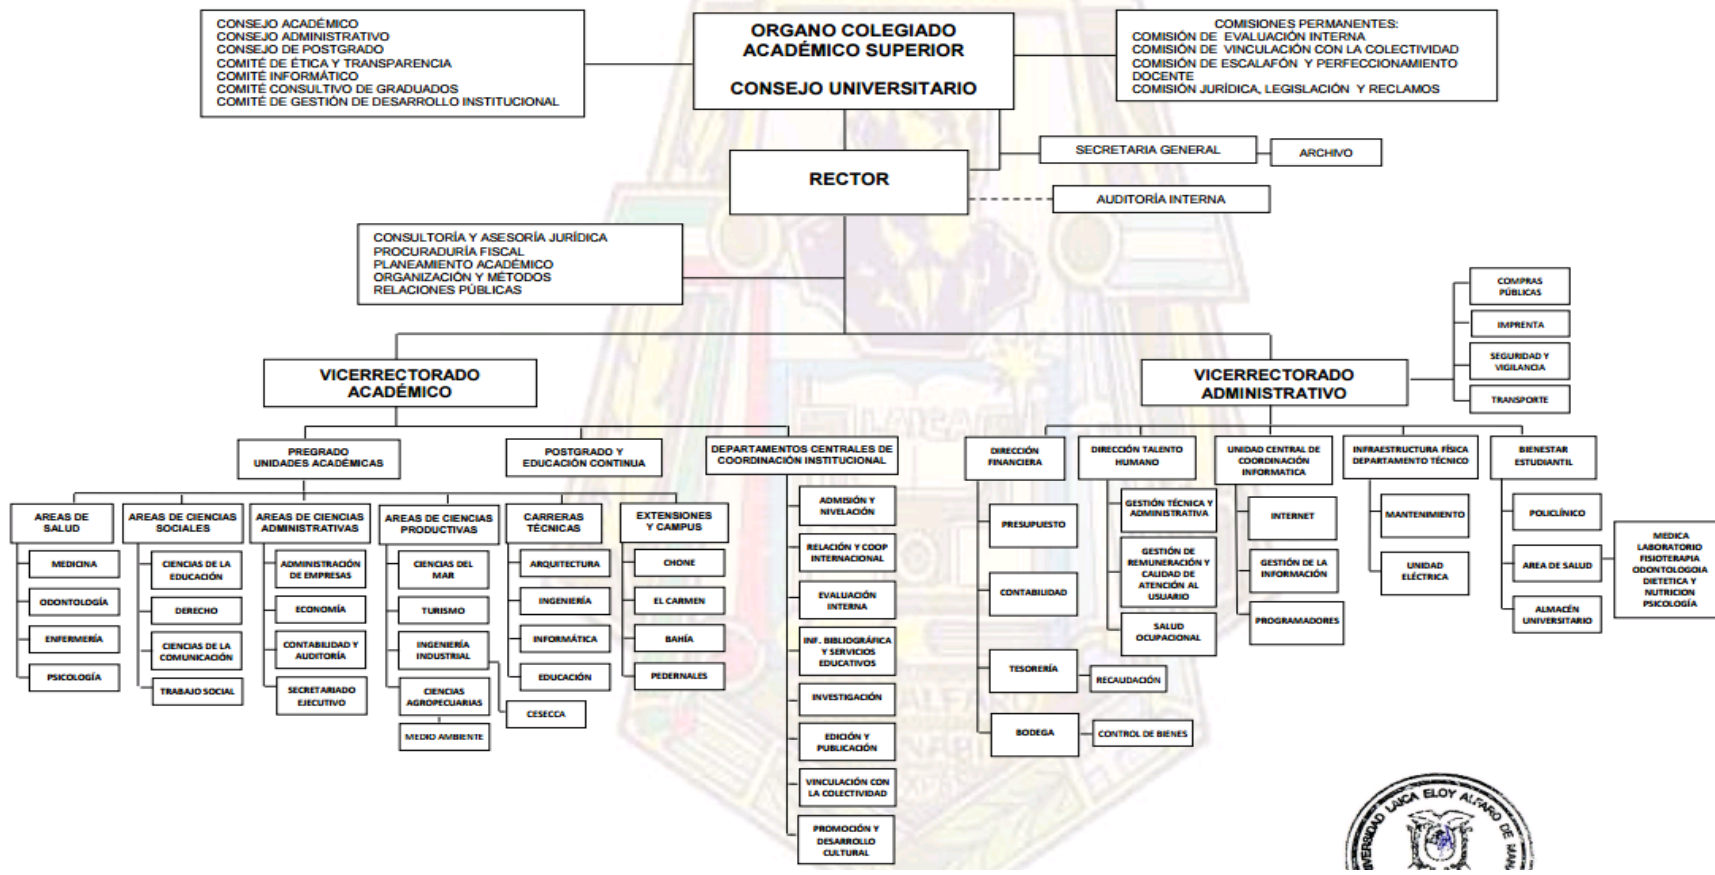 CONSEJO ACADÉMICO
CONSEJO ADMINISTRATIVO
CONSEJO DE POSTGRADO
COMITÉ DE ÉTICA Y TRANSPARENCIA
COMITÉ INFORMÁTICO
COMITÉ CONSULTIVO DE GRADUADOS
COMITÉ DE GESTIÓN DE DESARROLLO INSTITUCIONAL
ORGANO COLEGIADO
ACADÉMICO SUPERIOR
CONSEJO UNIVERSITARIO
COMISIONES PERMANENTES:
COMISIÓN DE EVALUACIÓN INTERNA
COMISIÓN DE VINCULACIÓN CON LA COLECTIVIDAD
COMISIÓN DE ESCALAFÓN Y PERFECCIONAMIENTO
DOCENTE
COMISIÓN JURÍDICA, LEGISLACIÓN Y RECLAMOS
SECRETARIA GENERAL
ARCHIVO
RECTOR
AUDITORÍA INTERNA
CONSULTORÍA Y ASESORÍA JURÍDICA
PROCURADURÍA FISCAL
PLANEAMIENTO ACADÉMICO
ORGANIZACIÓN Y MÉTODOS
RELACIONES PÚBLICAS
COMPRAS
PÚBLICAS
IMPRENTA
SEGURIDAD Y
VIGILANCIA
TRANSPORTE
VICERRECTORADO
ACADÉMICO
VICERRECTORADO
ADMINISTRATIVO
PREGRADO
UNIDADES ACADÉMICAS
POSTGRADO Y
EDUCACIÓN CONTINUA
DEPARTAMENTOS CENTRALES DE
COORDINACIÓN INSTITUCIONAL
DIRECCIÓN
FINANCIERA
DIRECCIÓN TALENTO
HUMANO
UNIDAD CENTRAL DE
COORDINACIÓN
INFORMATICA
INFRAESTRUCTURA FÍSICA
DEPARTAMENTO TÉCNICO
BIENESTAR
ESTUDIANTIL
AREAS DE
SALUD
MEDICINA
ODONTOLOGÍA
ENFERMERÍA
PSICOLOGÍA
AREAS DE CIENCIAS
SOCIALES
CIENCIAS DE LA
EDUCACIÓN
DERECHO
CIENCIAS DE LA
COMUNICACIÓN
TRABAJO SOCIAL
AREAS DE CIENCIAS
ADMINISTRATIVAS
ADMINISTRACIÓN
DE EMPRESAS
ECONOMÍA
CONTABILIDAD Y
AUDITORÍA
SECRETARIADO
EJECUTIVO
AREAS DE CIENCIAS
PRODUCTIVAS
CIENCIAS DEL
MAR
TURISMO
INGENIERÍA
INDUSTRIAL
CIENCIAS
AGROPECUARIAS
MEDIO AMBIENTE
CESECCA
CARRERAS
TÉCNICAS
ARQUITECTURA
INGENIERÍA
INFORMÁTICA
EDUCACIÓN
EXTENSIONES
Y CAMPUS
CHONE
EL CARMEN
BAHÍA
PEDERNALES
ADMISIÓN Y
NIVELACIÓN
RELACIÓN Y COOP
INTERNACIONAL
EVALUACIÓN
INTERNA
INF. BIBLIOGRÁFICA
Y SERVICIOS
EDUCATIVOS
INVESTIGACIÓN
EDICIÓN Y
PUBLICACIÓN
VINCULACIÓN CON
LA COLECTIVIDAD
PROMOCIÓN Y
DESARROLLO
CULTURAL
PRESUPUESTO
CONTABILIDAD
TESORERÍA
RECAUDACIÓN
BODEGA
CONTROL DE BIENES
GESTIÓN TÉCNICA Y
ADMINISTRATIVA
GESTIÓN DE
REMUNERACIÓN Y
CALIDAD DE
ATENCIÓN AL
USUARIO
SALUD
OCUPACIONAL
INTERNET
GESTIÓN DE LA
INFORMACIÓN
PROGRAMADORES
MANTENIMIENTO
UNIDAD
ELÉCTRICA
POLICLÍNICO
AREA DE SALUD
ALMACÉN
UNIVERSITARIO
MEDICA
LABORATORIO
FISIOTERAPIA
ODONTOLOGOIA
DIETETICA Y
NUTRICION
PSICOLOGÍA
LAICA ELOY ALFARO DE